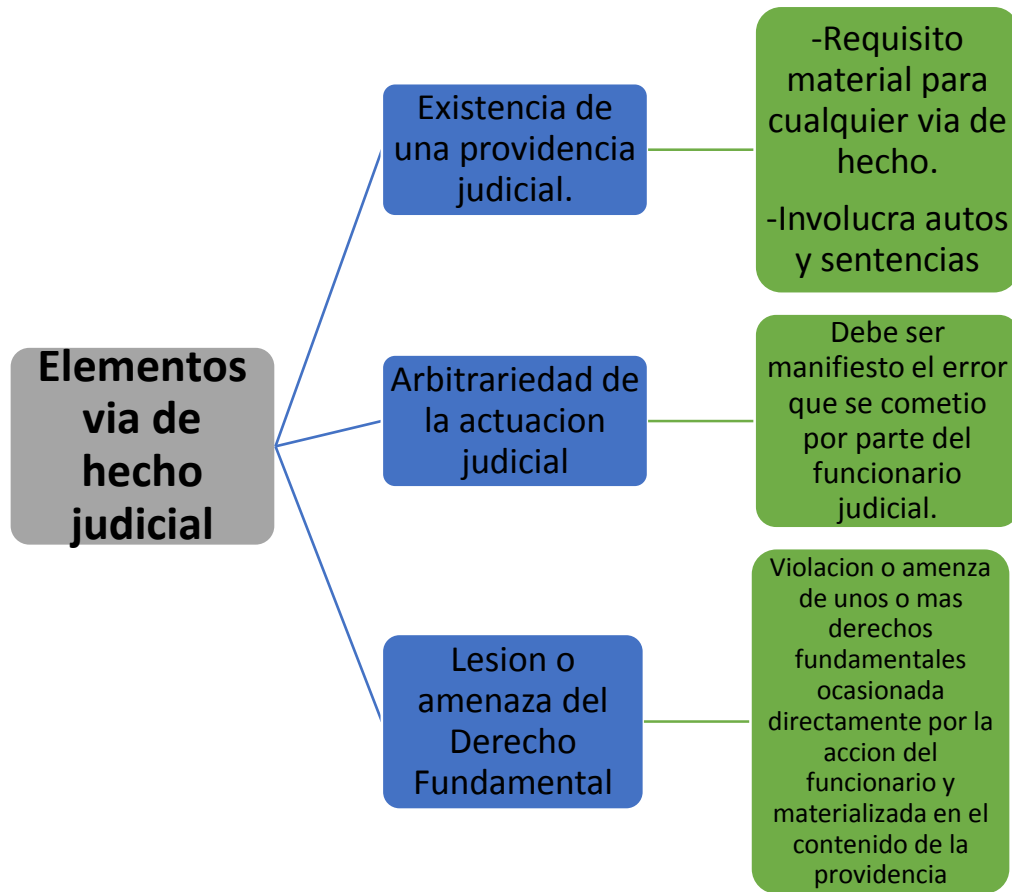 Elementos
via de
hecho
judicial
Existencia de
una providencia
judicial.
-Requisito
material para
cualquier via de
hecho.
-Involucra autos
y sentencias
Arbitrariedad de
la actuacion
judicial
Debe ser
manifiesto el error
que se cometio
por parte del
funcionario
judicial.
Lesion o
amenaza del
Derecho
Fundamental
Violacion o amenza
de unos o mas
derechos
fundamentales
ocasionada
directamente por la
accion del
funcionario y
materializada en el
contenido de la
providencia